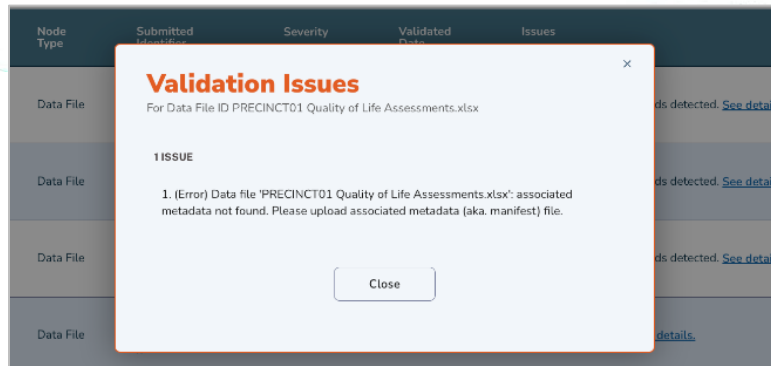 Node Type
Submitted Identifier
Severity
Validated Date
Issues
×
Validation Issues
For Data File ID PRECINCT01 Quality of Life Assessments.xlsx
Data File
ds detected. See detai
1 ISSUE
Data File
ds detected. See detai
1. (Error) Data file 'PRECINCT01 Quality of Life Assessments.xlsx': associated
metadata not found. Please upload associated metadata (aka. manifest) file.
Data File
ds detected. See detai
Close
Data File
details.